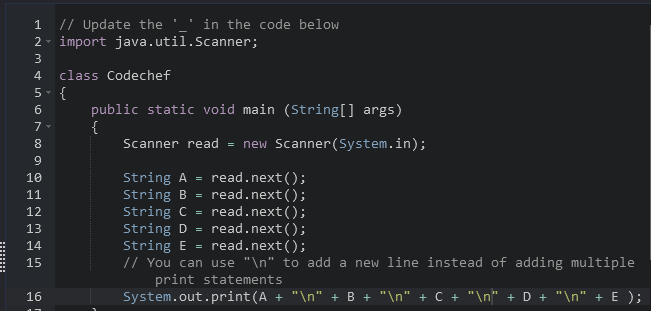 1 // Update the '_' in the code below
2 import java.util.Scanner;
3
4 class Codechef
5 {
6 public static void main (String[] args)
7 {
8 Scanner read = new Scanner(System.in);
9
10 String A = read.next();
11 String B = read.next();
12 String C = read.next();
13 String D = read.next();
14 String E = read.next();
15 // You can use "\n" to add a new line instead of adding multiple
print statements
16 System.out.print(A + "\n" + B + "\n" + C + "\n" + D + "\n" + E );